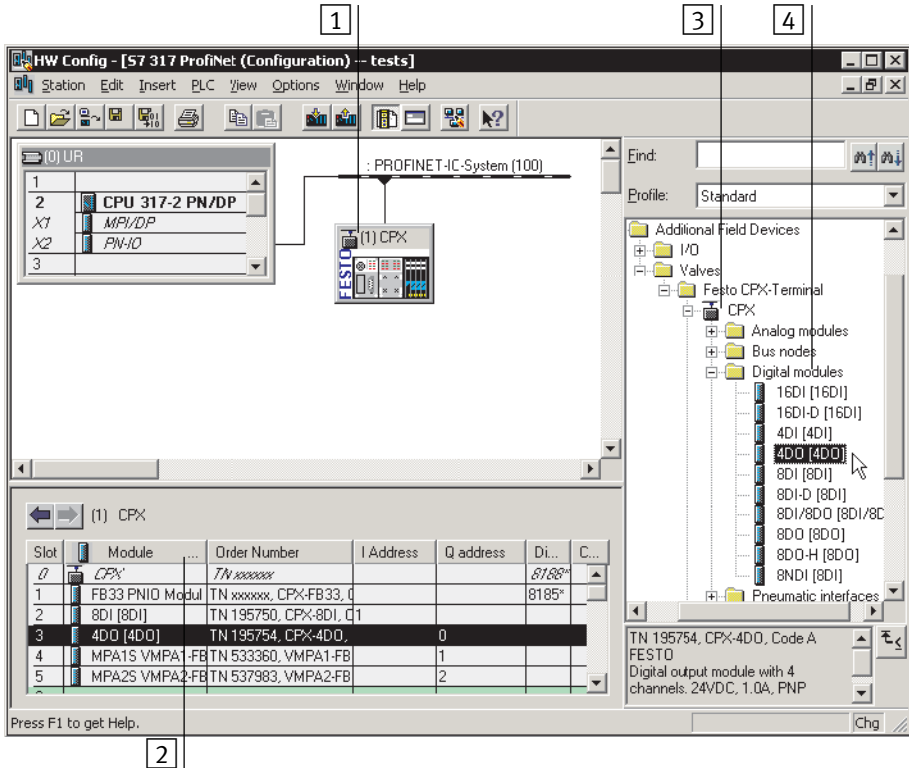 1 3 4
HW Config - [S7 317 ProfiNet (Configuration) -- tests]
Station Edit Insert PLC View Options Window Help
(0) UR
1
2 CPU 317-2 PN/DP
X1 MPI/DP
X2 PN-IO
3
: PROFINET-IC-System (100)
(1) CPX
FESTO
Find:
Profile: Standard
Additional Field Devices
I/O
Valves
Festo CPX-Terminal
CPX
Analog modules
Bus nodes
Digital modules
16DI [16DI]
16DI-D [16DI]
4DI [4DI]
4DO [4DO]
8DI [8DI]
8DI-D [8DI]
8DI/8DO [8DI/8D
8DO [8DO]
8DO-H [8DO]
8NDI [8DI]
Pneumatic interfaces
(1) CPX
Slot Module ... Order Number I Address Q address Di... C...
0 CPX TN xxxxxx 8188*
1 FB33 PNIO Modul TN xxxxxx, CPX-FB33, 8185*
2 8DI [8DI] TN 195750, CPX-8DI, 1
3 4DO [4DO] TN 195754, CPX-4DO, 0
4 MPA1S VMPA1-FB TN 533360, VMPA1-FB 1
5 MPA2S VMPA2-FB TN 537983, VMPA2-FB 2
TN 195754, CPX-4DO, Code A
FESTO
Digital output module with 4
channels. 24VDC, 1.0A, PNP
Press F1 to get Help. Chg
2